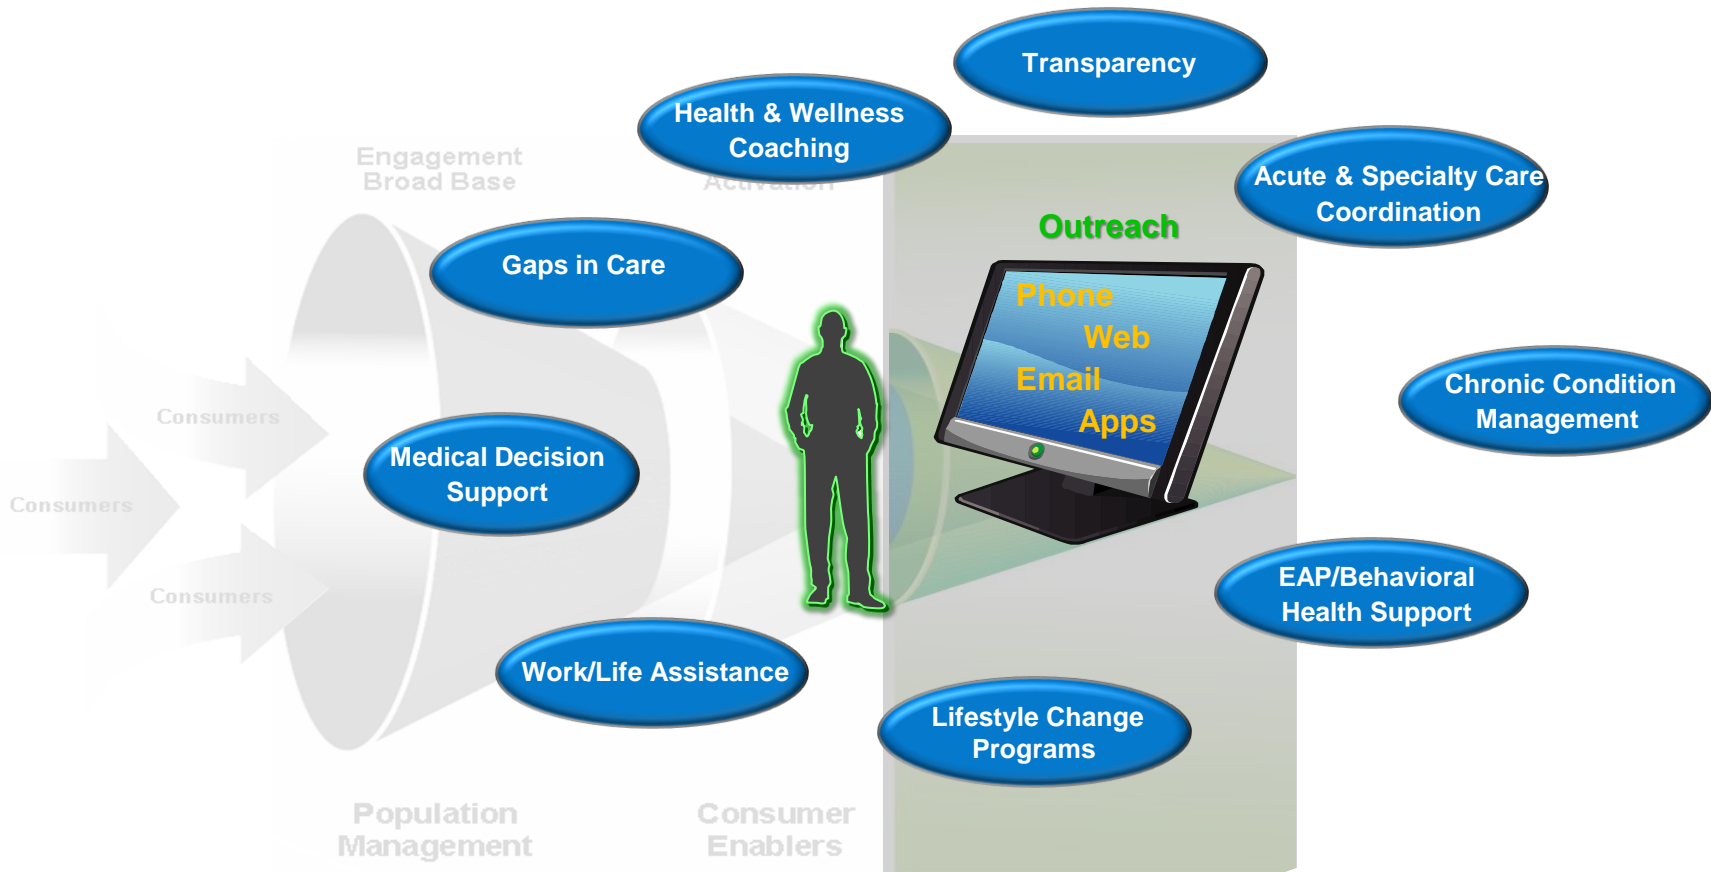 Transparency
Health & Wellness
Coaching
Engagement
Broad Base
Activation
Acute & Specialty Care
Coordination
Outreach
Gaps in Care
Phone
Web
Email
Apps
Chronic Condition
Management
Consumers
Medical Decision
Support
Consumers
Consumers
EAP/Behavioral
Health Support
Work/Life Assistance
Lifestyle Change
Programs
Population
Management
Consumer
Enablers